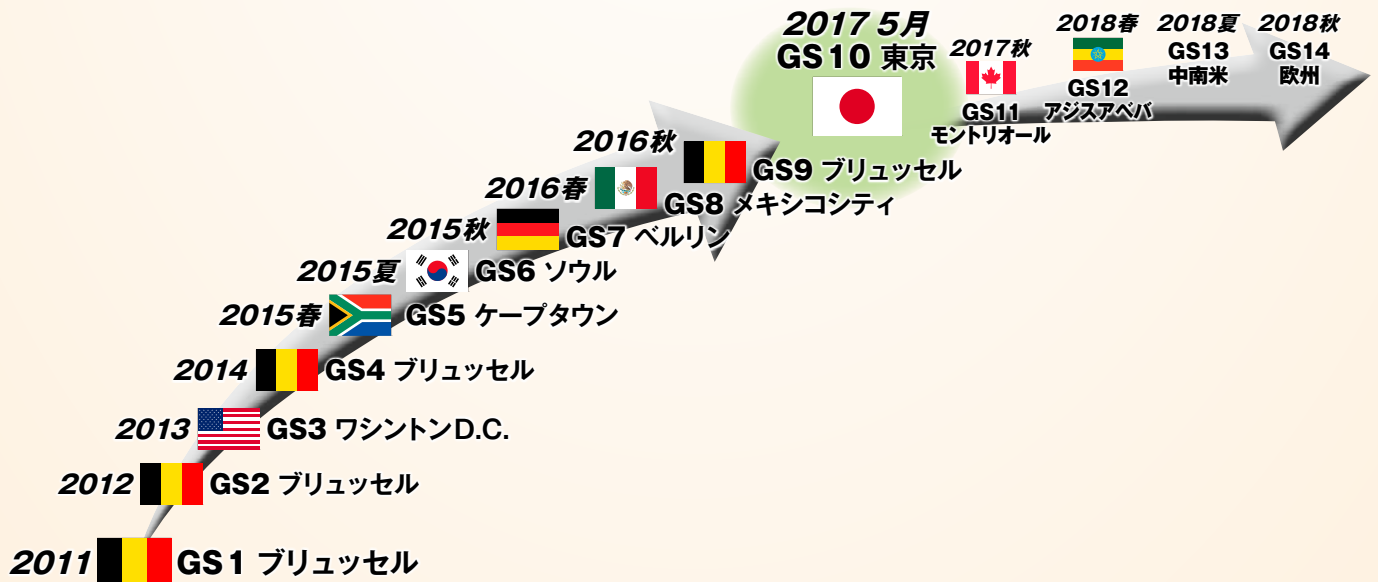 2017 5月
GS10 東京
2017秋
GS11
モントリオール
2018春
GS12
アジスアベバ
2018夏
GS13
中南米
2018秋
GS14
欧州
2016秋
GS9 ブリュッセル
2016春
GS8 メキシコシティ
2015秋
GS7 ベルリン
2015夏
GS6 ソウル
2015春
GS5 ケープタウン
2014
GS4 ブリュッセル
2013
GS3 ワシントンD.C.
2012
GS2 ブリュッセル
2011
GS1 ブリュッセル